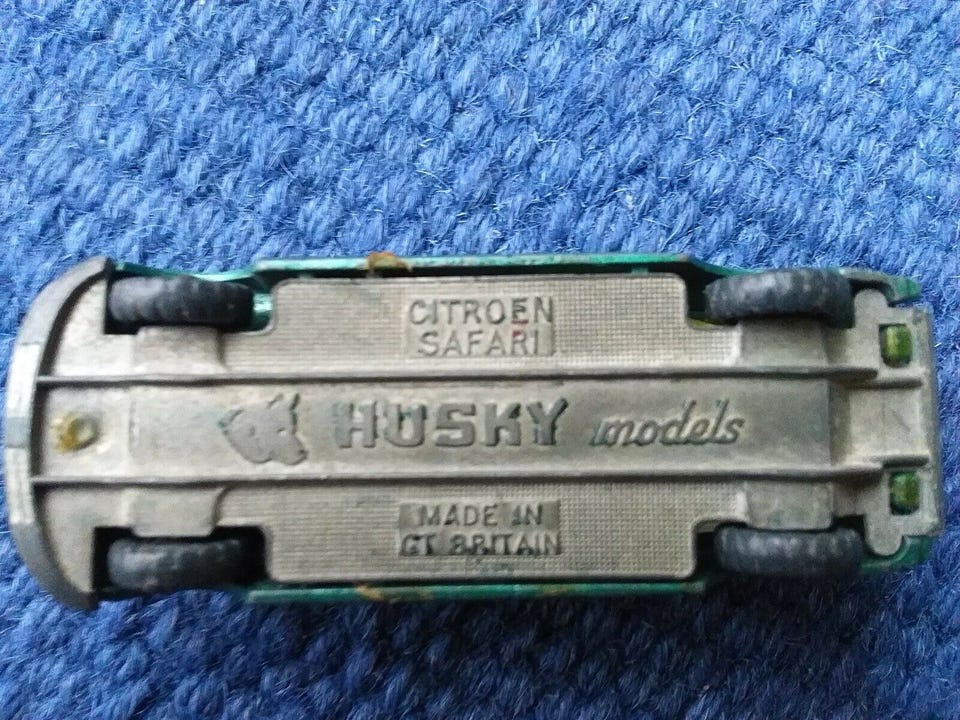 CITROEN
SAFARI
HUSKY models
MADE IN
GT BRITAIN